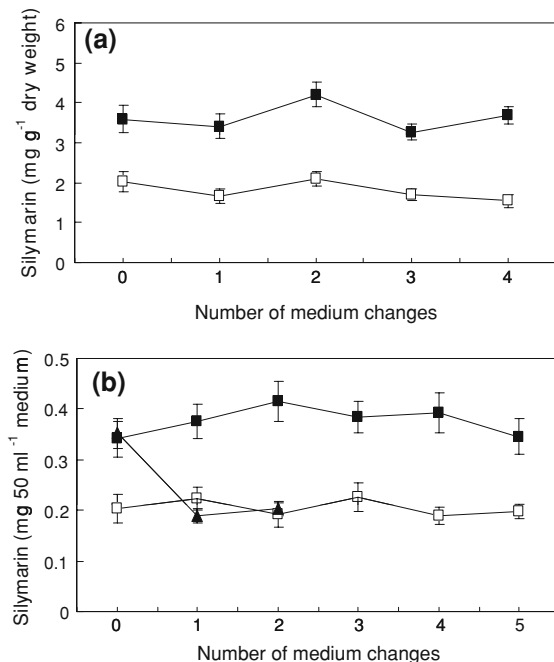 (a)
Silymarin (mg g⁻¹ dry weight)
6
5
4
3
2
1
0
0 1 2 3 4
Number of medium changes
(b)
Silymarin (mg 50 ml⁻¹ medium)
0.5
0.4
0.3
0.2
0.1
0
0 1 2 3 4 5
Number of medium changes